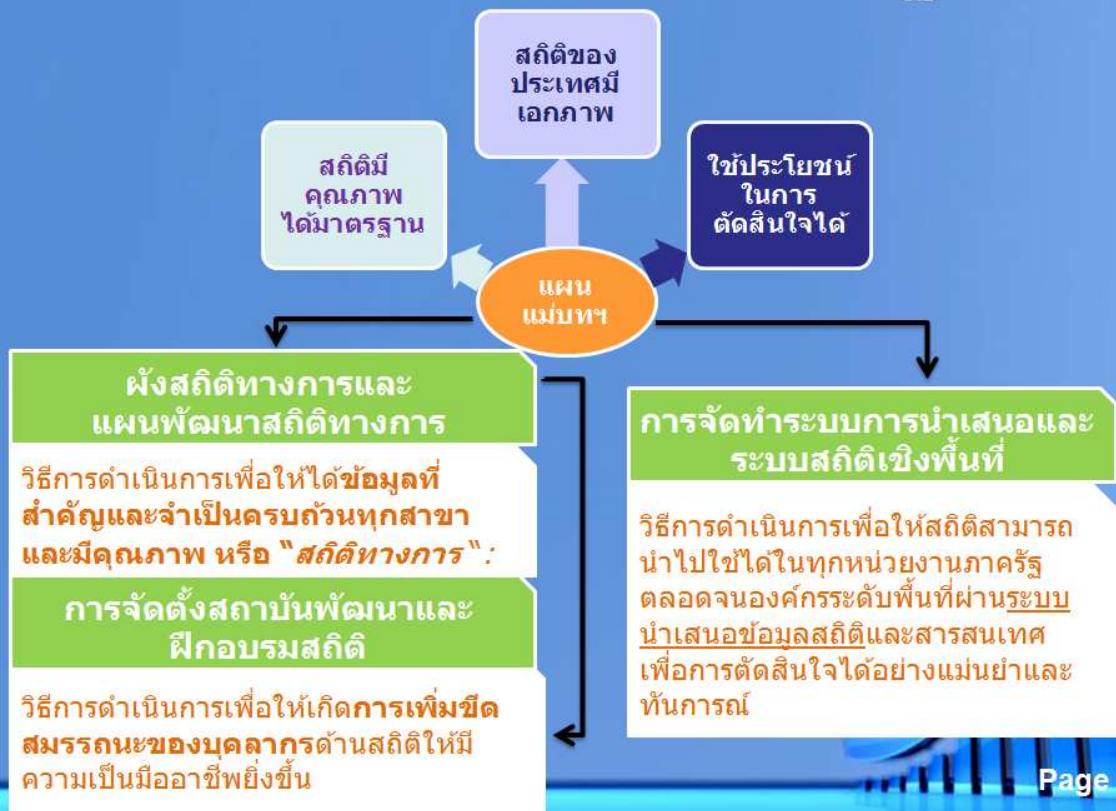 สถิติของ
ประเทศมี
เอกภาพ
สถิติมี
คุณภาพ
ได้มาตรฐาน
ใช้ประโยชน์
ในการ
ตัดสินใจได้
แผน
แม่บทฯ
ผังสถิติทางการและ
แผนพัฒนาสถิติทางการ
วิธีการดำเนินการเพื่อให้ได้ข้อมูลที่
สำคัญและจำเป็นครบถ้วนทุกสาขา
และมีคุณภาพ หรือ "สถิติทางการ" :
การจัดตั้งสถาบันพัฒนาและ
ฝึกอบรมสถิติ
วิธีการดำเนินการเพื่อให้เกิดการเพิ่มขีด
สมรรถนะของบุคลากรด้านสถิติให้มี
ความเป็นมืออาชีพยิ่งขึ้น
การจัดทำระบบการนำเสนอและ
ระบบสถิติเชิงพื้นที่
วิธีการดำเนินการเพื่อให้สถิติสามารถ
นำไปใช้ได้ในทุกหน่วยงานภาครัฐ
ตลอดจนองค์กรระดับพื้นที่ผ่านระบบ
นำเสนอข้อมูลสถิติและสารสนเทศ
เพื่อการตัดสินใจได้อย่างแม่นยำและ
ทันการณ์
Page